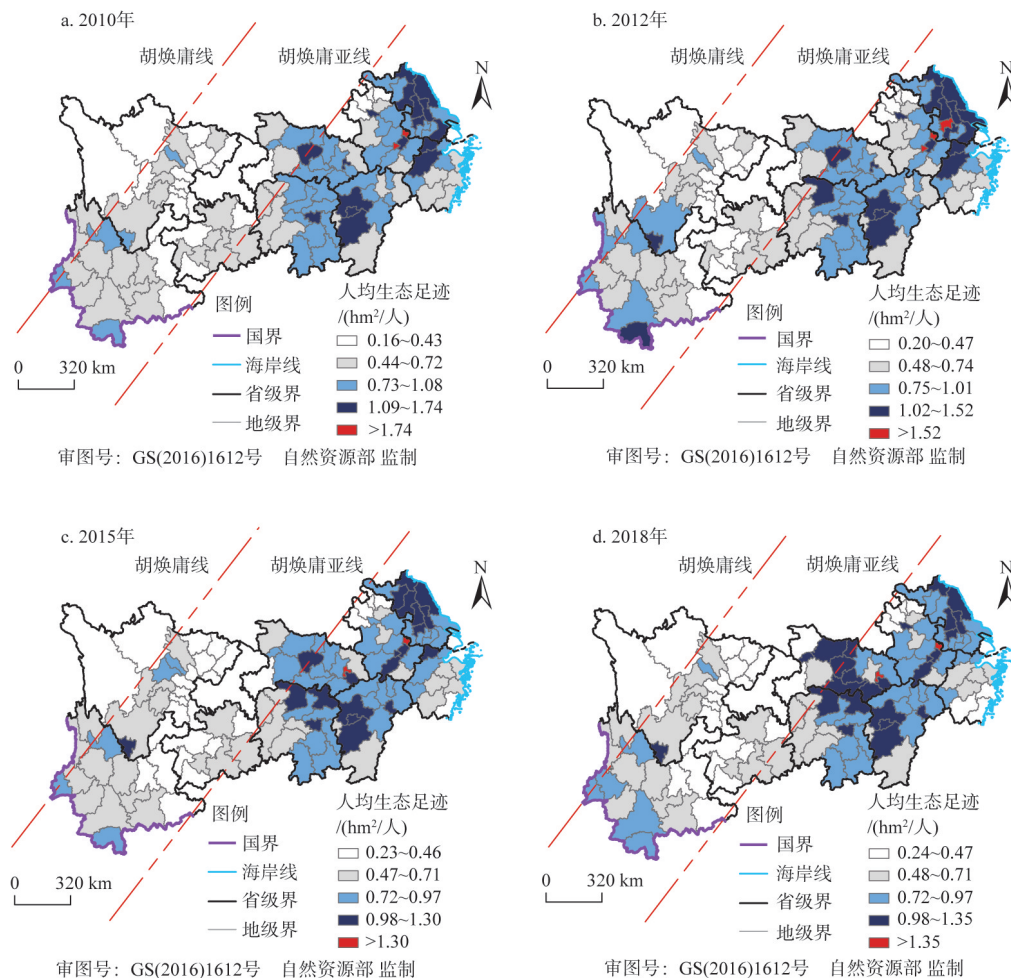 a. 2010年
胡焕庸线
胡焕庸亚线
N
图例
国界
海岸线
省级界
地级界
人均生态足迹
/(hm²/人)
0.16~0.43
0.44~0.72
0.73~1.08
1.09~1.74
>1.74
0 320 km
审图号：GS(2016)1612号 自然资源部 监制
b. 2012年
胡焕庸线
胡焕庸亚线
N
图例
国界
海岸线
省级界
地级界
人均生态足迹
/(hm²/人)
0.20~0.47
0.48~0.74
0.75~1.01
1.02~1.52
>1.52
0 320 km
审图号：GS(2016)1612号 自然资源部 监制
c. 2015年
胡焕庸线
胡焕庸亚线
N
图例
国界
海岸线
省级界
地级界
人均生态足迹
/(hm²/人)
0.23~0.46
0.47~0.71
0.72~0.97
0.98~1.30
>1.30
0 320 km
审图号：GS(2016)1612号 自然资源部 监制
d. 2018年
胡焕庸线
胡焕庸亚线
N
图例
国界
海岸线
省级界
地级界
人均生态足迹
/(hm²/人)
0.24~0.47
0.48~0.71
0.72~0.97
0.98~1.35
>1.35
0 320 km
审图号：GS(2016)1612号 自然资源部 监制